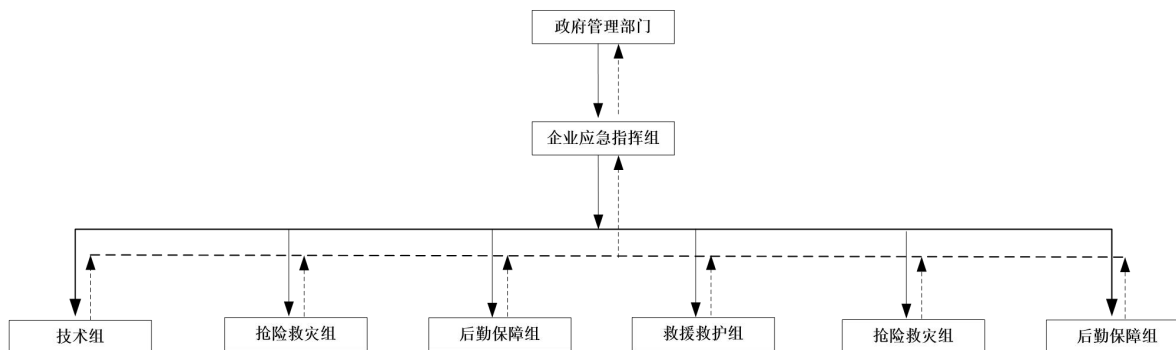 政府管理部门
企业应急指挥组
技术组
抢险救灾组
后勤保障组
救援救护组
抢险救灾组
后勤保障组